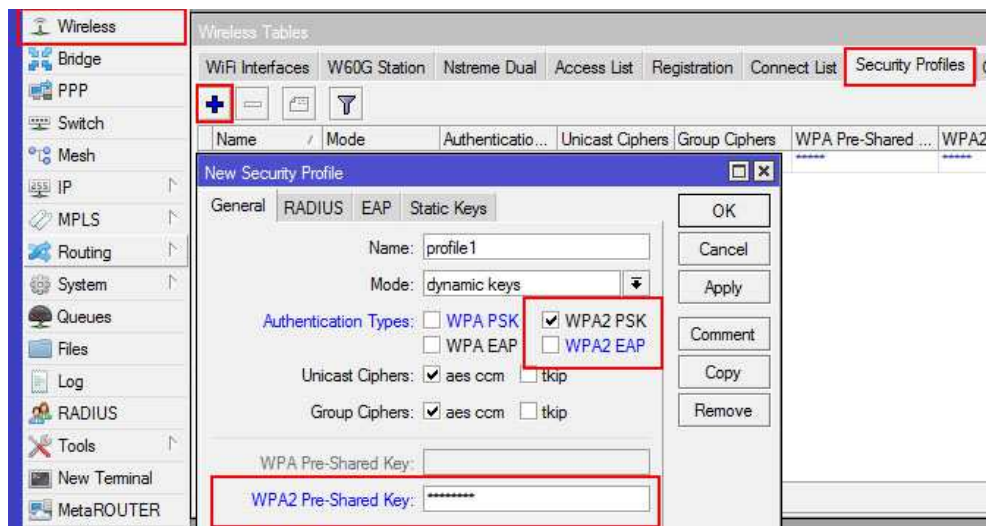 Wireless
Bridge
PPP
Switch
Mesh
IP
MPLS
Routing
System
Queues
Files
Log
RADIUS
Tools
New Terminal
MetaROUTER
Wireless Tables
WiFi Interfaces W60G Station Nstreme Dual Access List Registration Connect List Security Profiles
Name / Mode Authenticatio... Unicast Ciphers Group Ciphers WPA Pre-Shared ... WPA2
***** *****
New Security Profile
General RADIUS EAP Static Keys
Name: profile1
Mode: dynamic keys
Authentication Types: WPA PSK WPA2 PSK
WPA EAP WPA2 EAP
Unicast Ciphers: aes ccm tkip
Group Ciphers: aes ccm tkip
WPA Pre-Shared Key:
WPA2 Pre-Shared Key: ********
OK
Cancel
Apply
Comment
Copy
Remove